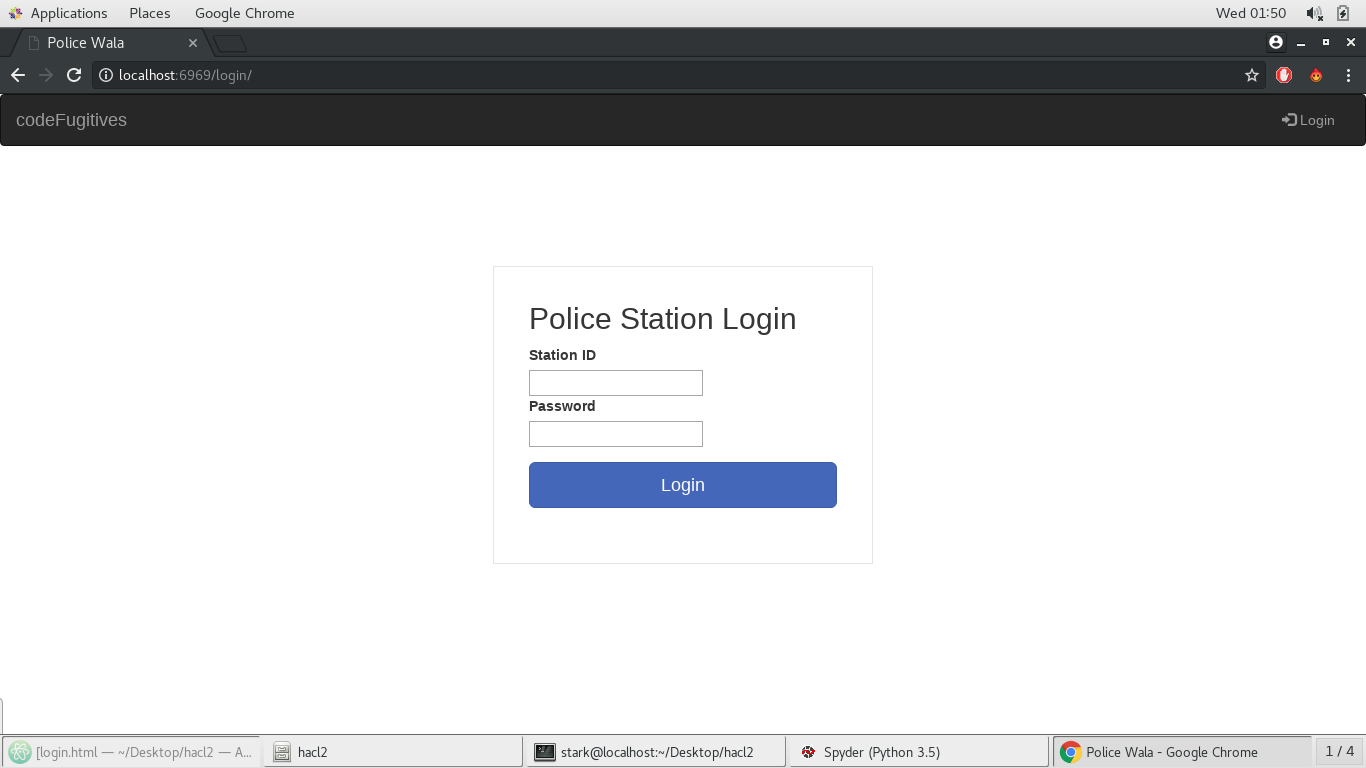 Applications Places Google Chrome Wed 01:50
Police Wala
localhost:6969/login/
codeFugitives Login
Police Station Login
Station ID
Password
Login
[login.html — ~/Desktop/hacl2 — A... hacl2 stark@localhost:~/Desktop/hacl2 Spyder (Python 3.5) Police Wala - Google Chrome 1 / 4